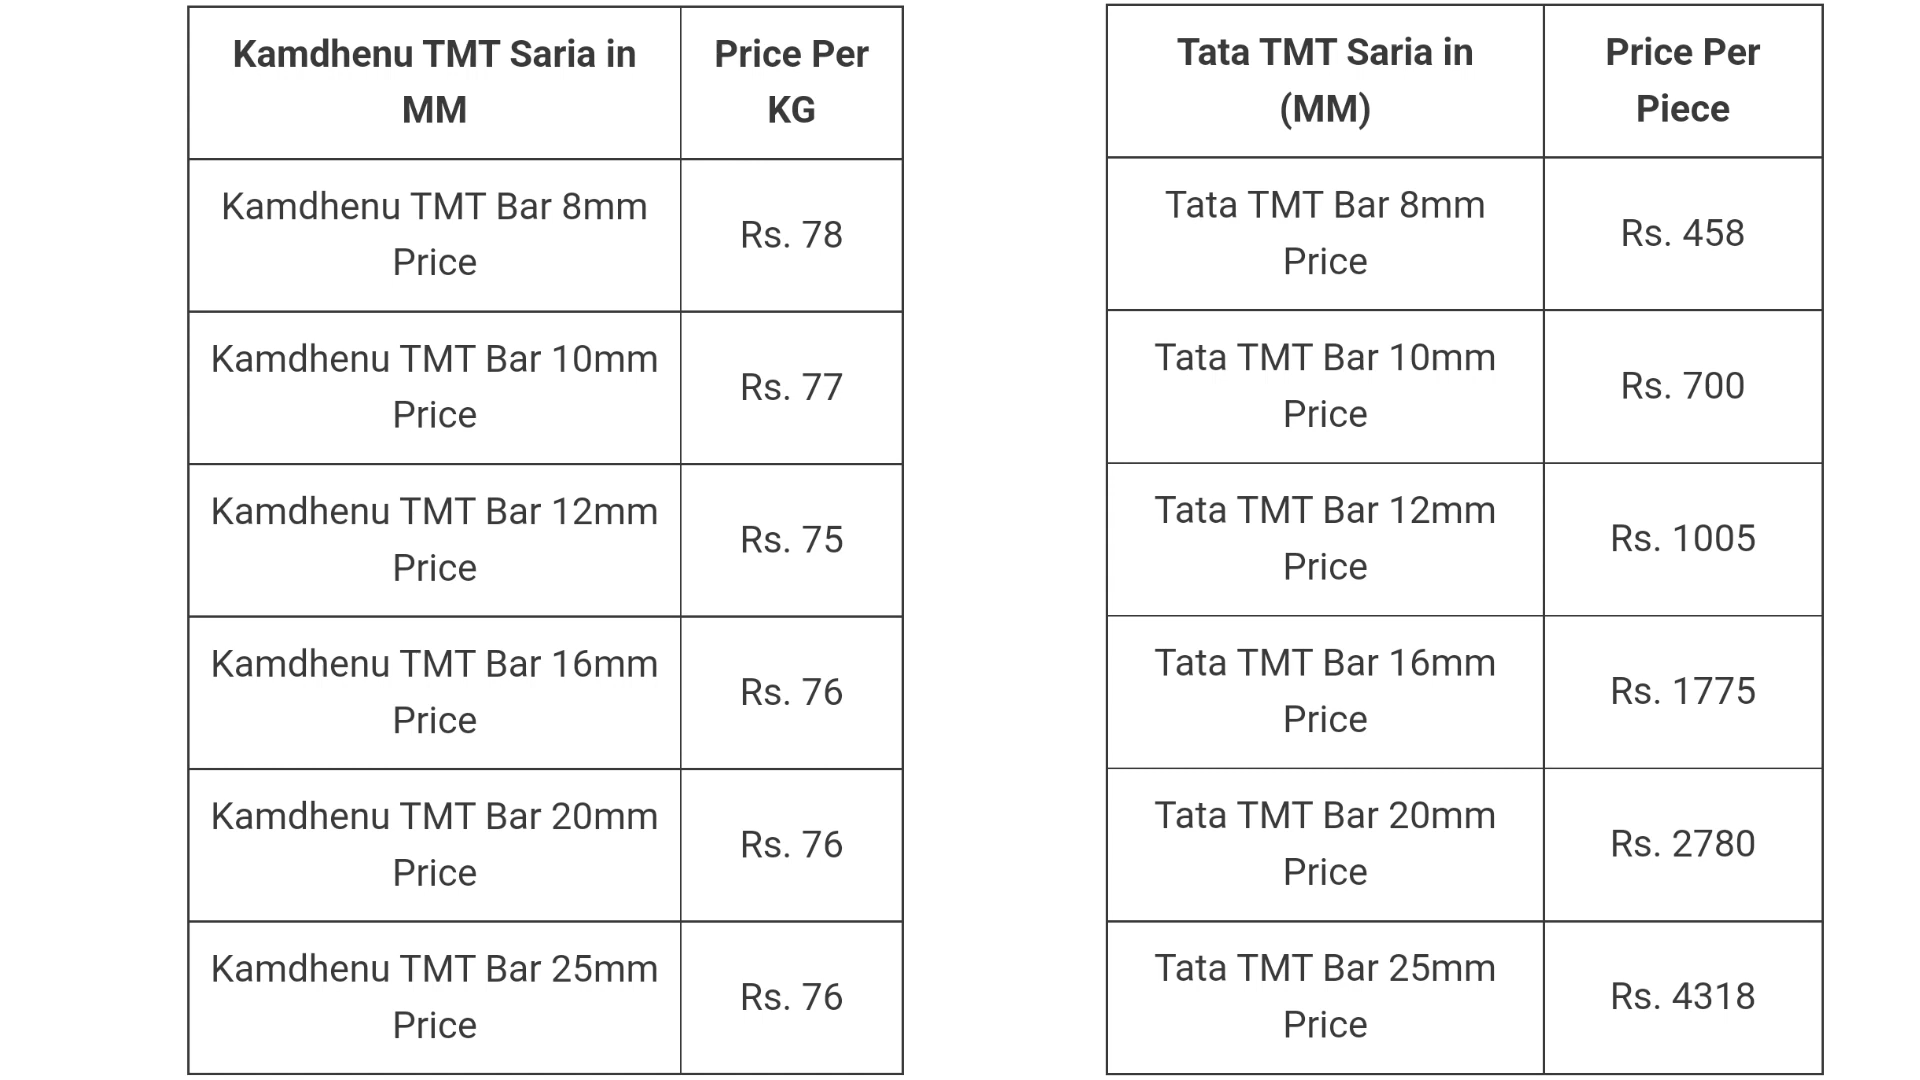 Kamdhenu TMT Saria in
MM
Price Per
KG
Kamdhenu TMT Bar 8mm
Price
Rs. 78
Kamdhenu TMT Bar 10mm
Price
Rs. 77
Kamdhenu TMT Bar 12mm
Price
Rs. 75
Kamdhenu TMT Bar 16mm
Price
Rs. 76
Kamdhenu TMT Bar 20mm
Price
Rs. 76
Kamdhenu TMT Bar 25mm
Price
Rs. 76
Tata TMT Saria in
(MM)
Price Per
Piece
Tata TMT Bar 8mm
Price
Rs. 458
Tata TMT Bar 10mm
Price
Rs. 700
Tata TMT Bar 12mm
Price
Rs. 1005
Tata TMT Bar 16mm
Price
Rs. 1775
Tata TMT Bar 20mm
Price
Rs. 2780
Tata TMT Bar 25mm
Price
Rs. 4318